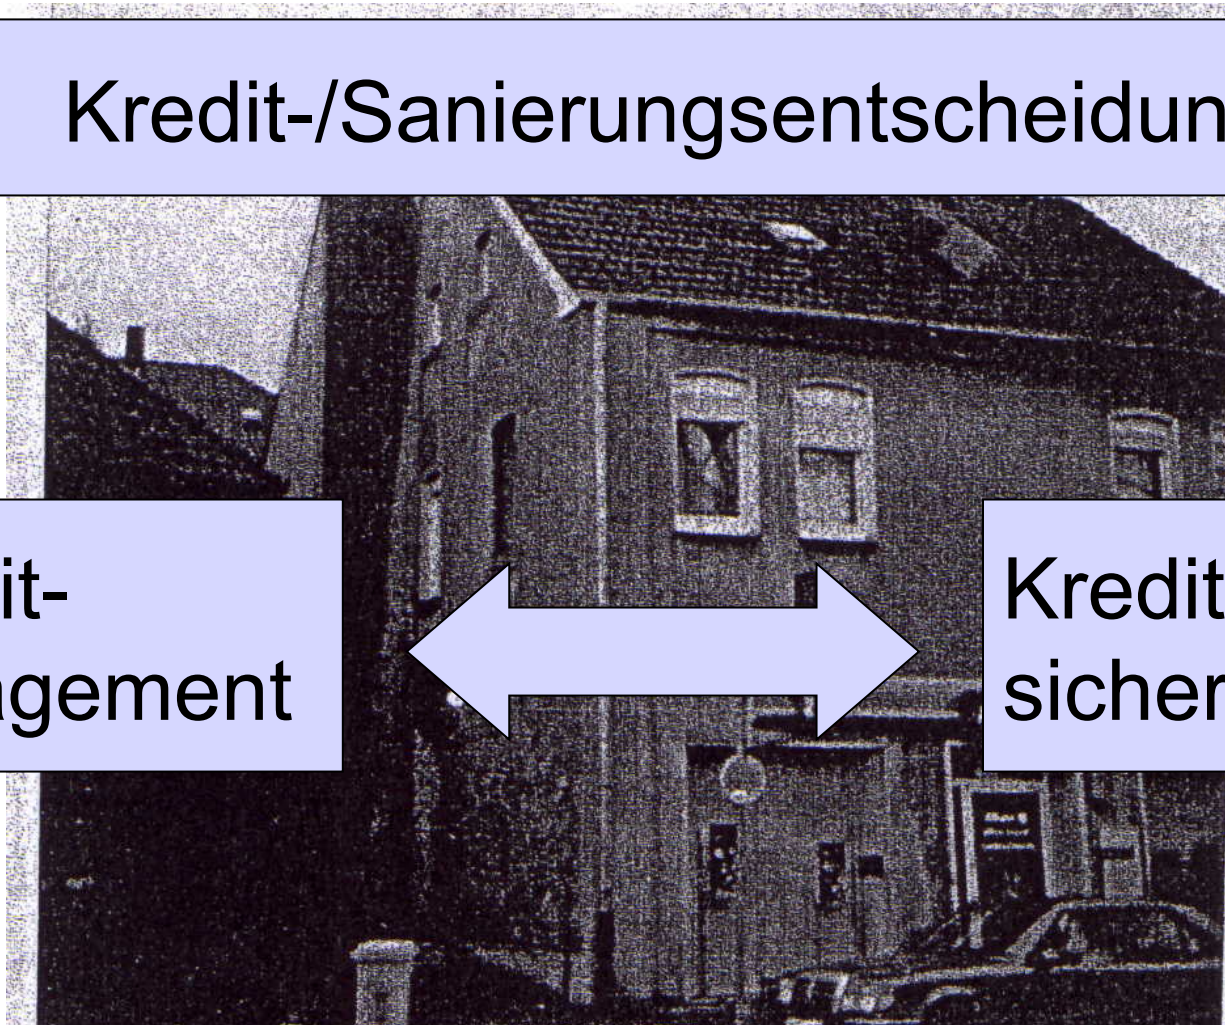 Kredit-/Sanierungsentscheidun
it-
agement
Kredit
sicher